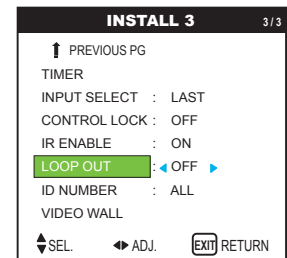 INSTALL 3 3/3
PREVIOUS PG
TIMER
INPUT SELECT : LAST
CONTROL LOCK : OFF
IR ENABLE : ON
LOOP OUT : OFF
ID NUMBER : ALL
VIDEO WALL
SEL. ADJ. EXIT RETURN